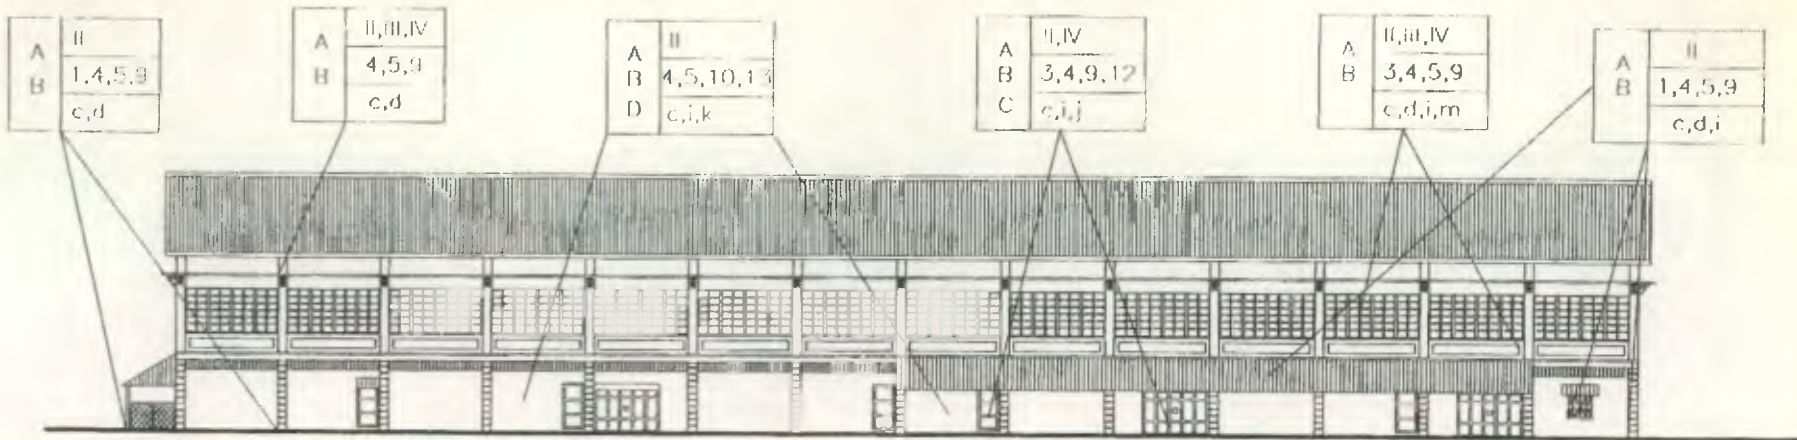 A
B
II
1,4,5,9
c,d
A
B
II,III,IV
4,5,9
c,d
A
B
D
II
4,5,10,13
c,i,k
A
B
C
II,IV
3,4,9,12
c,i,j
A
B
II,III,IV
3,4,5,9
c,d,i,m
A
B
II
1,4,5,9
c,d,i